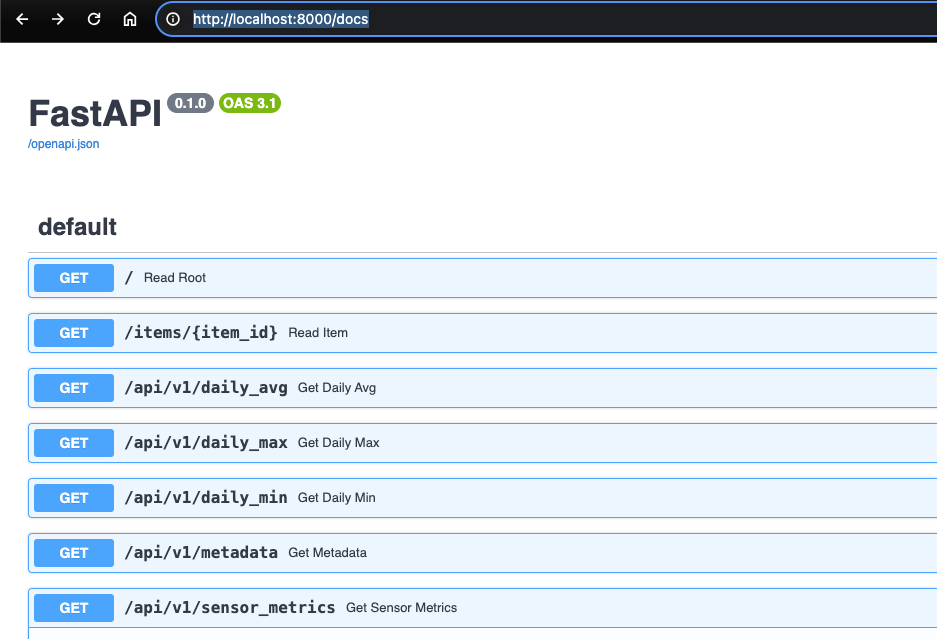 http://localhost:8000/docs
FastAPI 0.1.0 OAS 3.1
/openapi.json
default
GET / Read Root
GET /items/{item_id} Read Item
GET /api/v1/daily_avg Get Daily Avg
GET /api/v1/daily_max Get Daily Max
GET /api/v1/daily_min Get Daily Min
GET /api/v1/metadata Get Metadata
GET /api/v1/sensor_metrics Get Sensor Metrics